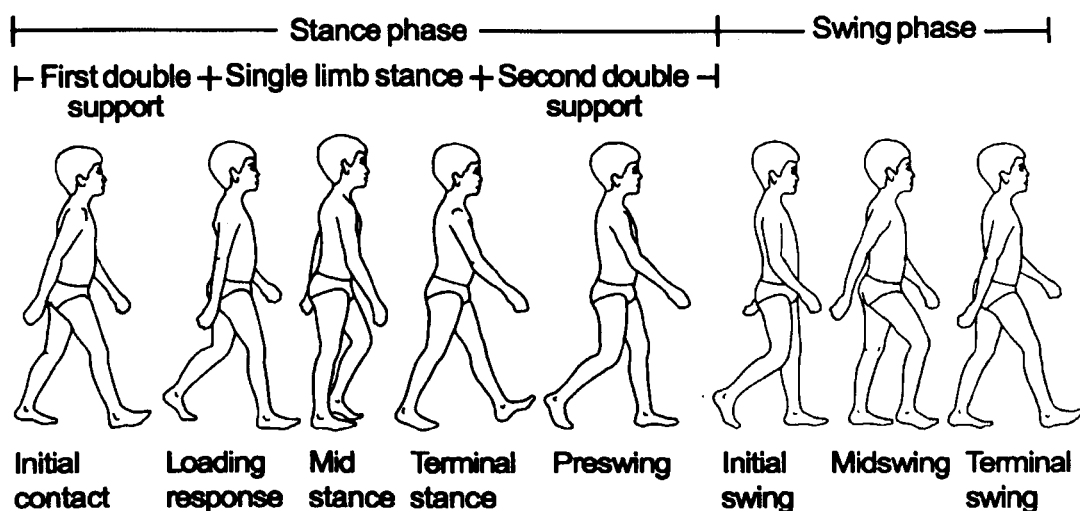 Stance phase Swing phase
First double Single limb stance Second double
support support
Initial Loading Mid Terminal Preswing Initial Midswing Terminal
contact response stance stance swing swing